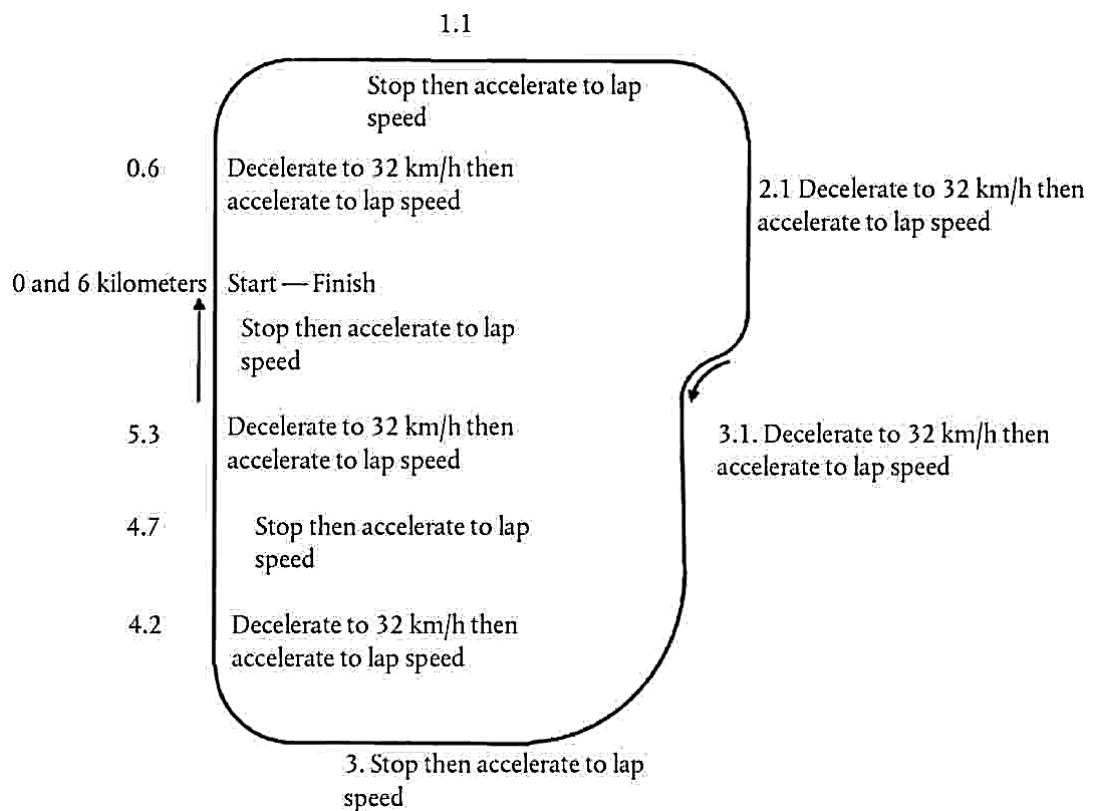 1.1
Stop then accelerate to lap
speed
0.6
Decelerate to 32 km/h then
accelerate to lap speed
2.1 Decelerate to 32 km/h then
accelerate to lap speed
0 and 6 kilometers
Start — Finish
Stop then accelerate to lap
speed
5.3
Decelerate to 32 km/h then
accelerate to lap speed
3.1. Decelerate to 32 km/h then
accelerate to lap speed
4.7
Stop then accelerate to lap
speed
4.2
Decelerate to 32 km/h then
accelerate to lap speed
3. Stop then accelerate to lap
speed